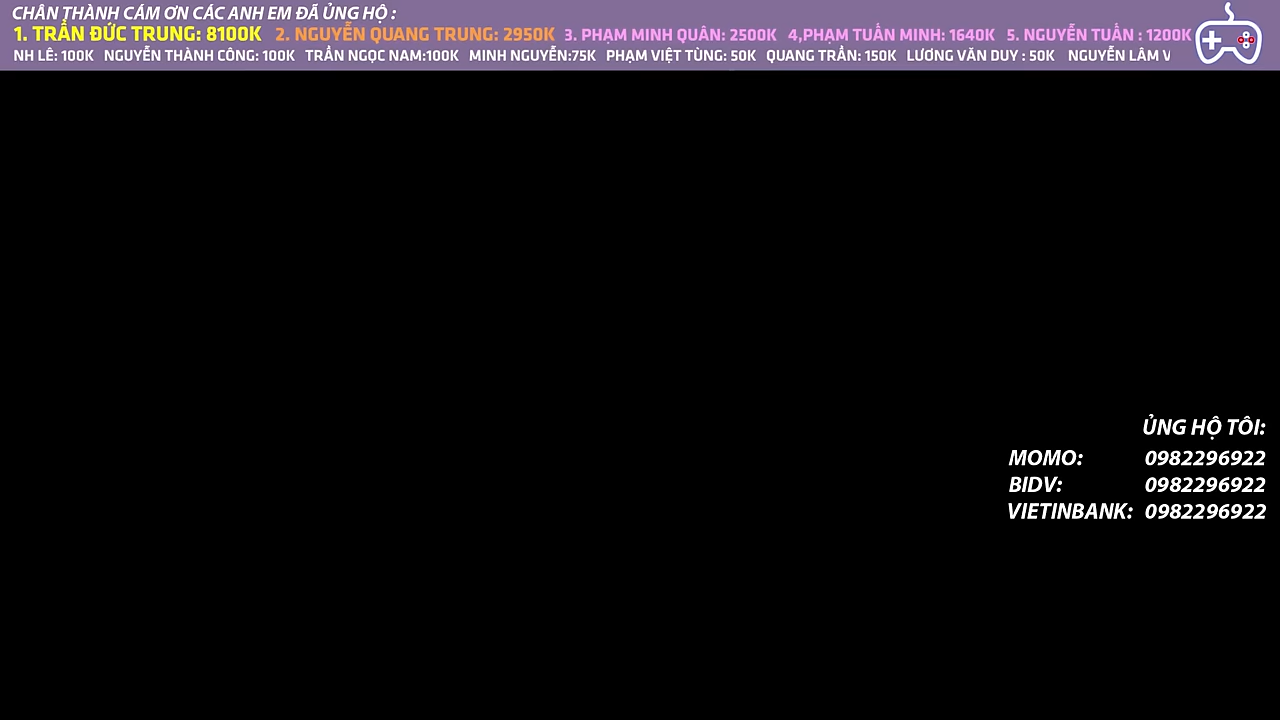 CHÂN THÀNH CÁM ƠN CÁC ANH EM ĐÃ ỦNG HỘ :
1. TRẦN ĐỨC TRUNG: 8100K 2. NGUYỄN QUANG TRUNG: 2950K 3. PHẠM MINH QUÂN: 2500K 4,PHẠM TUẤN MINH: 1640K 5. NGUYỄN TUẤN : 1200K
NH LÊ: 100K NGUYỄN THÀNH CÔNG: 100K TRẦN NGỌC NAM:100K MINH NGUYỄN:75K PHẠM VIỆT TÙNG: 50K QUANG TRẦN: 150K LƯƠNG VĂN DUY : 50K NGUYỄN LÂM
ỦNG HỘ TÔI:
MOMO: 0982296922
BIDV: 0982296922
VIETINBANK: 0982296922